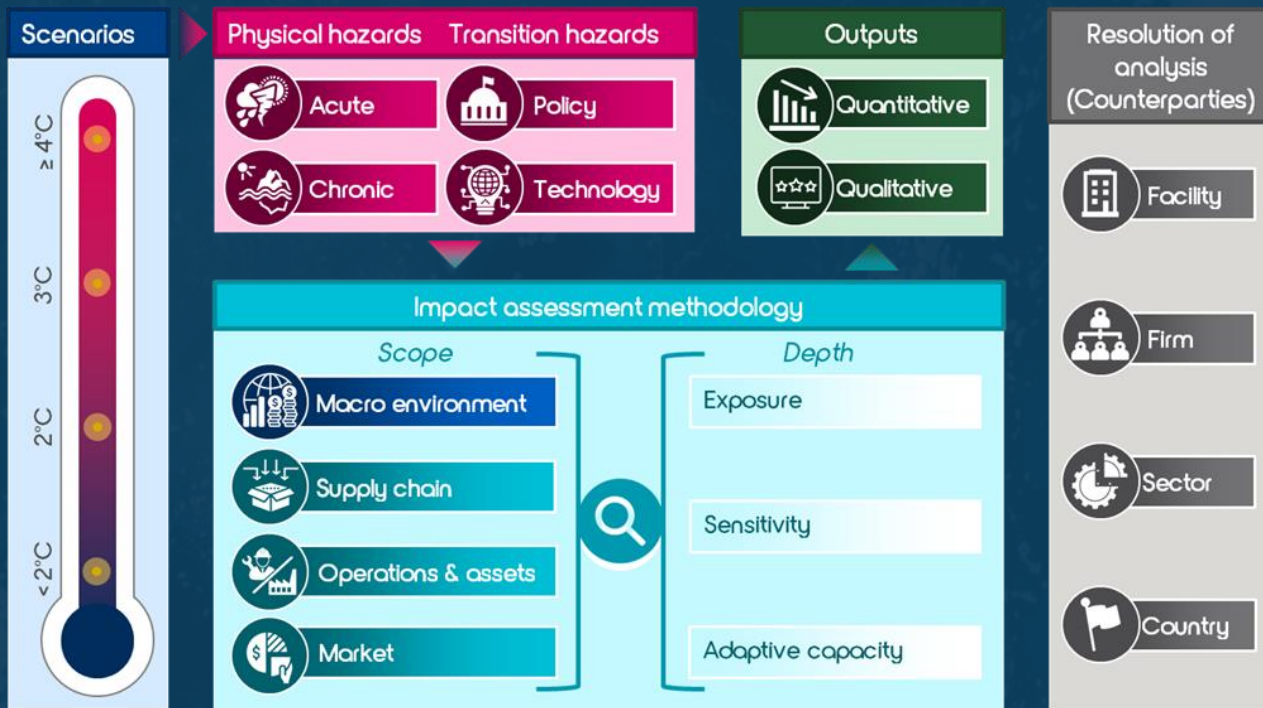 Scenarios
≥ 4°C
3°C
2°C
<2°C
Physical hazards
Transition hazards
Acute
Policy
Chronic
Technology
Outputs
Quantitative
Qualitative
Impact assessment methodology
Scope
Macro environment
Supply chain
Operations & assets
Market
Depth
Exposure
Sensitivity
Adaptive capacity
Resolution of
analysis
(Counterparties)
Facility
Firm
Sector
Country